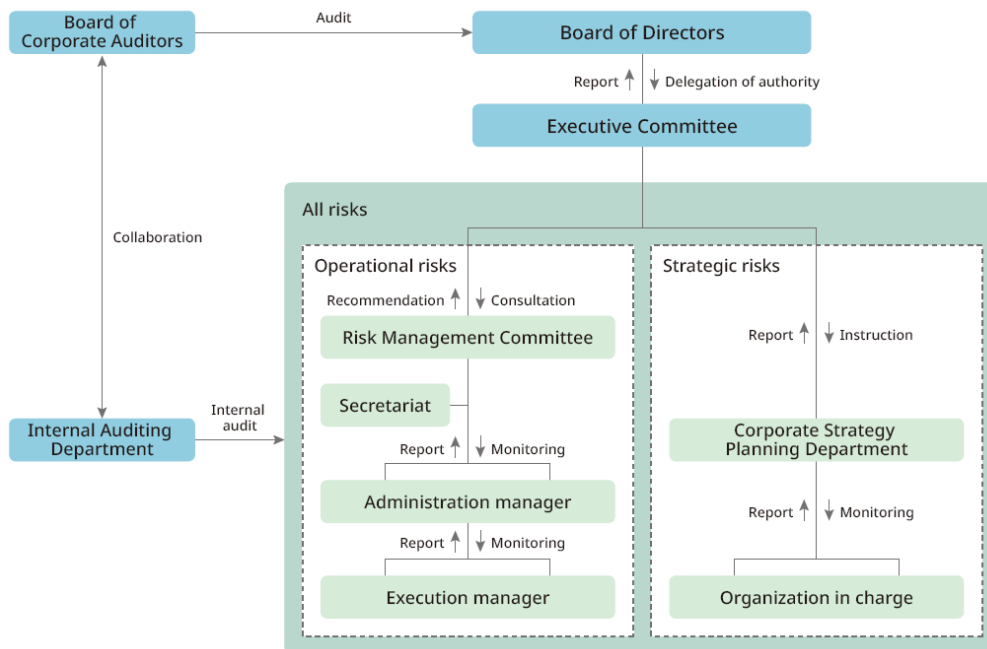 Board of
Corporate Auditors
Audit
Board of Directors
Report
Delegation of authority
Executive Committee
All risks
Collaboration
Operational risks
Recommendation
Consultation
Risk Management Committee
Secretariat
Report
Monitoring
Administration manager
Report
Monitoring
Execution manager
Strategic risks
Report
Instruction
Corporate Strategy
Planning Department
Report
Monitoring
Organization in charge
Internal Auditing
Department
Internal
audit